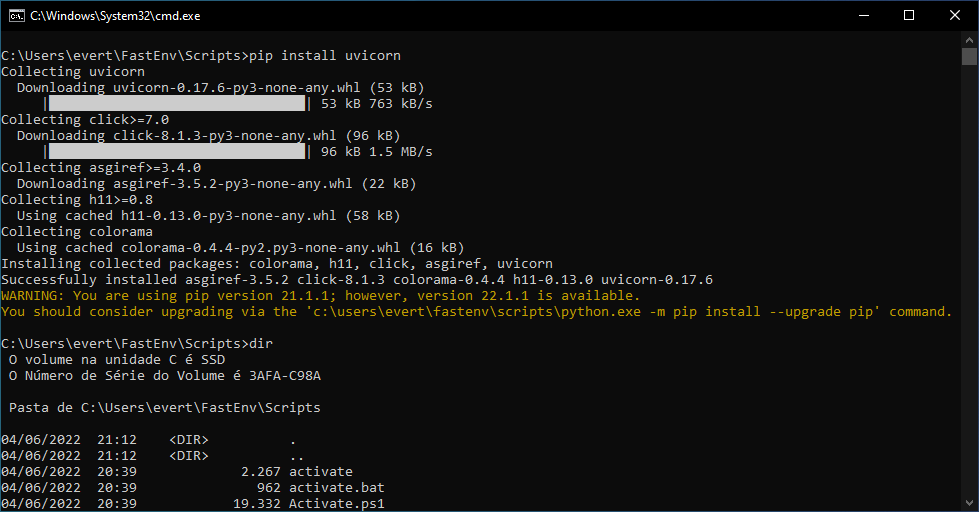 C:\Windows\System32\cmd.exe
C:\Users\evert\FastEnv\Scripts>pip install uvicorn
Collecting uvicorn
  Downloading uvicorn-0.17.6-py3-none-any.whl (53 kB)
     |████████████████████████████████| 53 kB 763 kB/s
Collecting click>=7.0
  Downloading click-8.1.3-py3-none-any.whl (96 kB)
     |████████████████████████████████| 96 kB 1.5 MB/s
Collecting asgiref>=3.4.0
  Downloading asgiref-3.5.2-py3-none-any.whl (22 kB)
Collecting h11>=0.8
  Using cached h11-0.13.0-py3-none-any.whl (58 kB)
Collecting colorama
  Using cached colorama-0.4.4-py2.py3-none-any.whl (16 kB)
Installing collected packages: colorama, h11, click, asgiref, uvicorn
Successfully installed asgiref-3.5.2 click-8.1.3 colorama-0.4.4 h11-0.13.0 uvicorn-0.17.6
WARNING: You are using pip version 21.1.1; however, version 22.1.1 is available.
You should consider upgrading via the 'c:\users\evert\fastenv\scripts\python.exe -m pip install --upgrade pip' command.
C:\Users\evert\FastEnv\Scripts>dir
 O volume na unidade C é SSD
 O Número de Série do Volume é 3AFA-C98A
 Pasta de C:\Users\evert\FastEnv\Scripts
04/06/2022  21:12    <DIR>          .
04/06/2022  21:12    <DIR>          ..
04/06/2022  20:39             2.267 activate
04/06/2022  20:39               962 activate.bat
04/06/2022  20:39            19.332 Activate.ps1